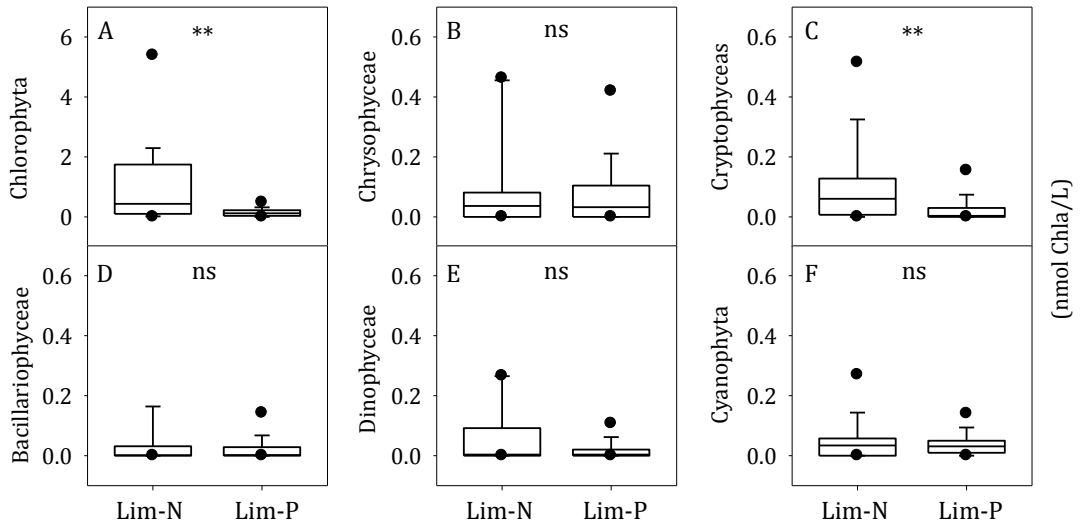 A
**
6
4
2
0
Chlorophyta
B
ns
0.6
0.4
0.2
0.0
Chrysophyceae
C
**
0.6
0.4
0.2
0.0
Cryptophyceas
D
ns
0.6
0.4
0.2
0.0
Bacillariophyceae
Lim-N Lim-P
E
ns
0.6
0.4
0.2
0.0
Dinophyceae
Lim-N Lim-P
F
ns
0.6
0.4
0.2
0.0
Cyanophyta
Lim-N Lim-P
(nmol Chla/L)